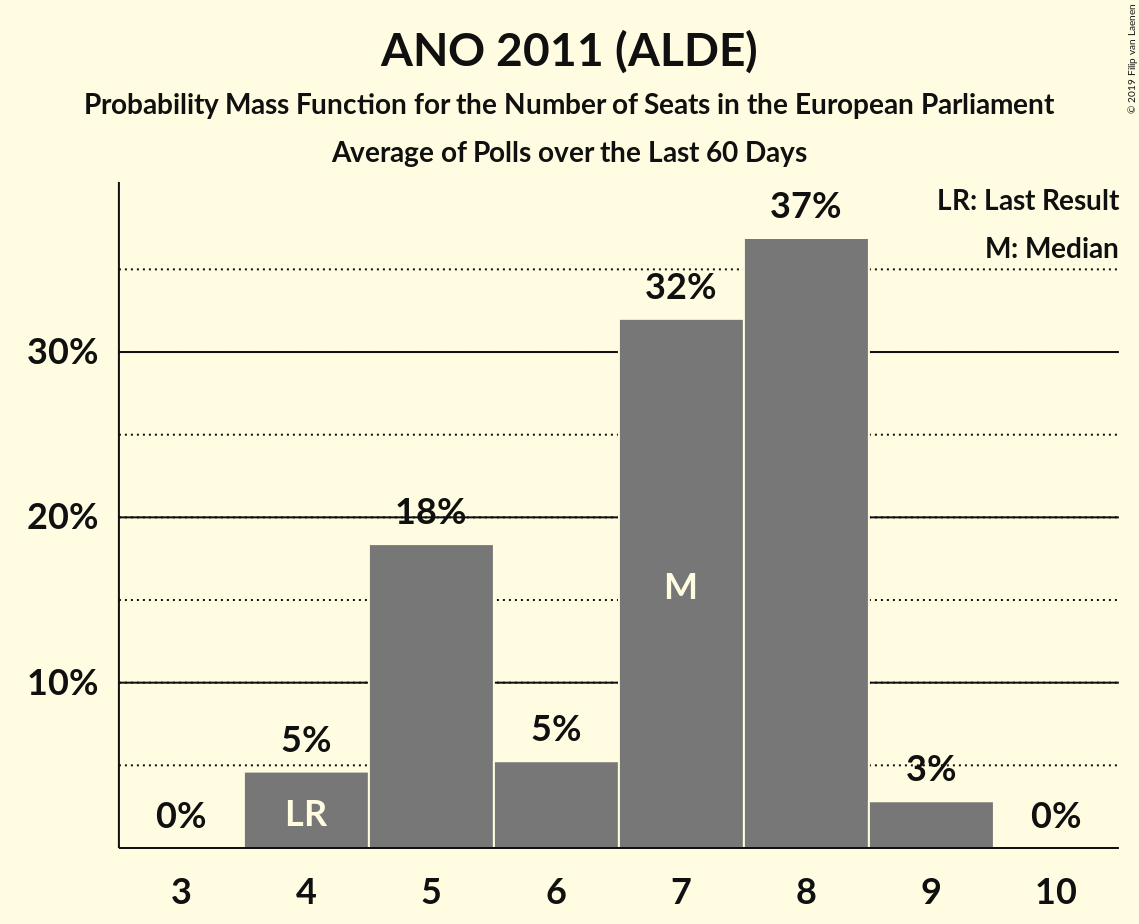 ANO 2011 (ALDE)
Probability Mass Function for the Number of Seats in the European Parliament
Average of Polls over the Last 60 Days
© 2019 Filip van Laenen
LR: Last Result
M: Median
37%
32%
30%
18%
20%
M
10%
5%
5%
3%
0%
LR
0%
3 4 5 6 7 8 9 10